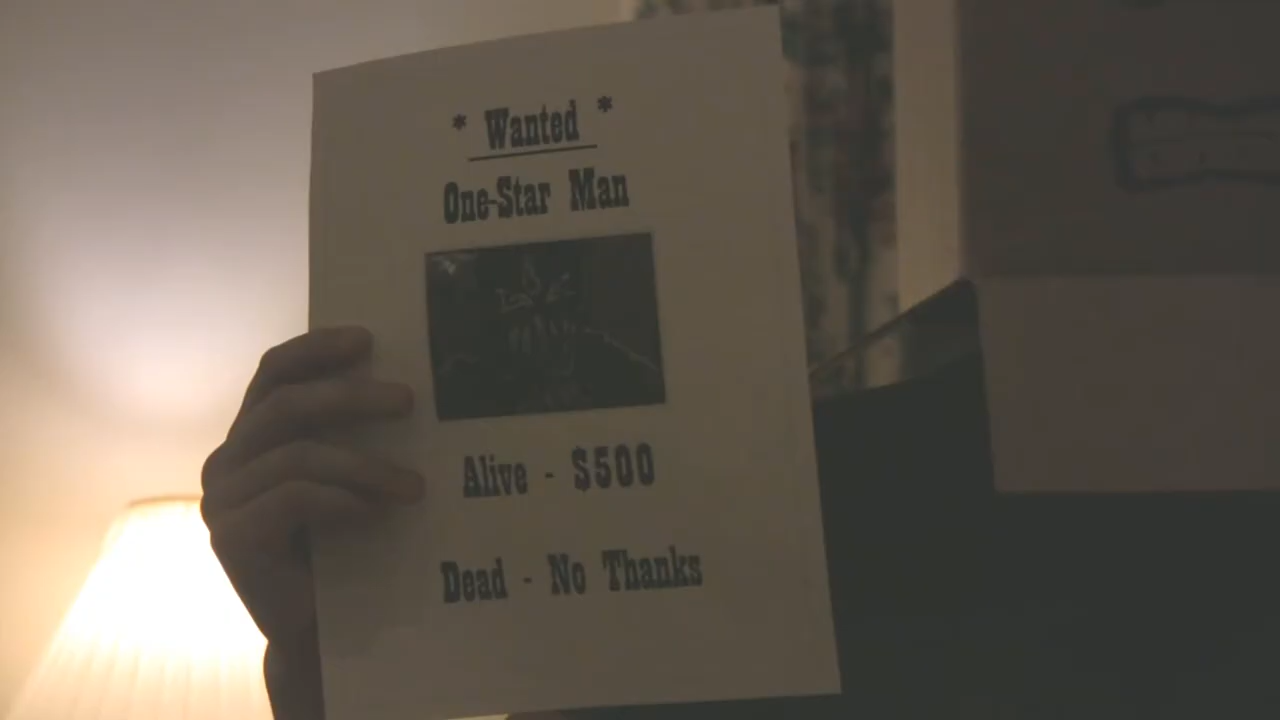 * Wanted *
One-Star Man
Alive - $500
Dead - No Thanks